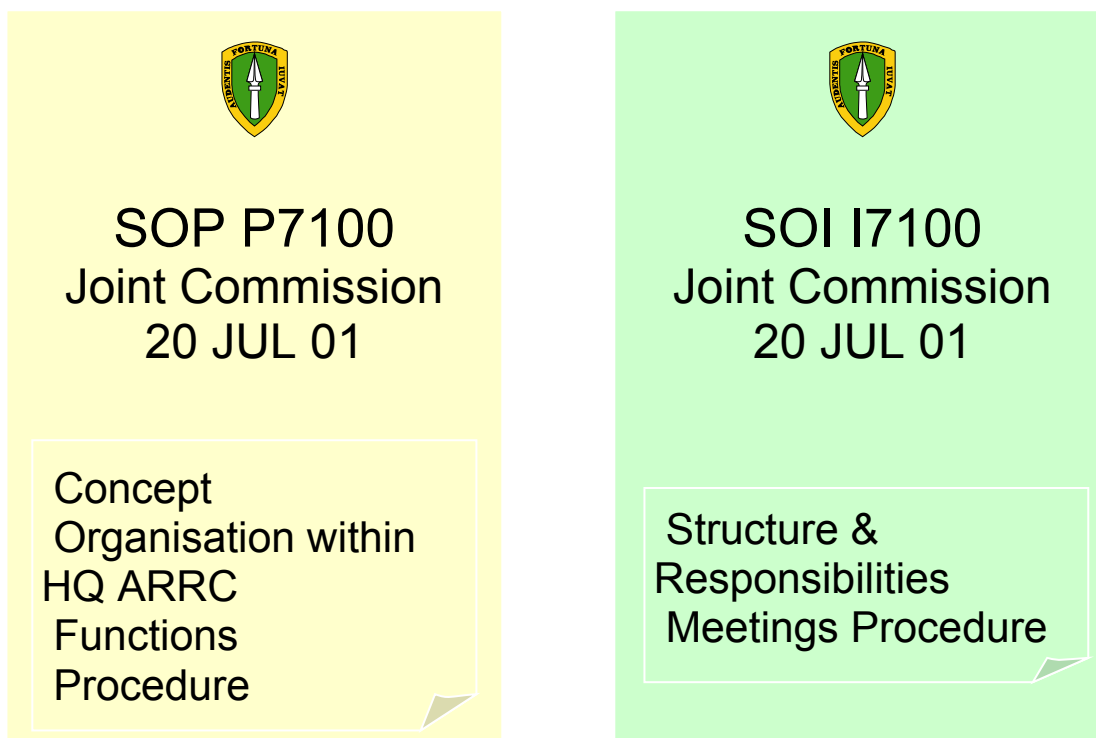 AUDENTIS FORTUNA IUVAT
SOP P7100
Joint Commission
20 JUL 01
Concept
Organisation within
HQ ARRC
Functions
Procedure
AUDENTIS FORTUNA IUVAT
SOI I7100
Joint Commission
20 JUL 01
Structure &
Responsibilities
Meetings Procedure